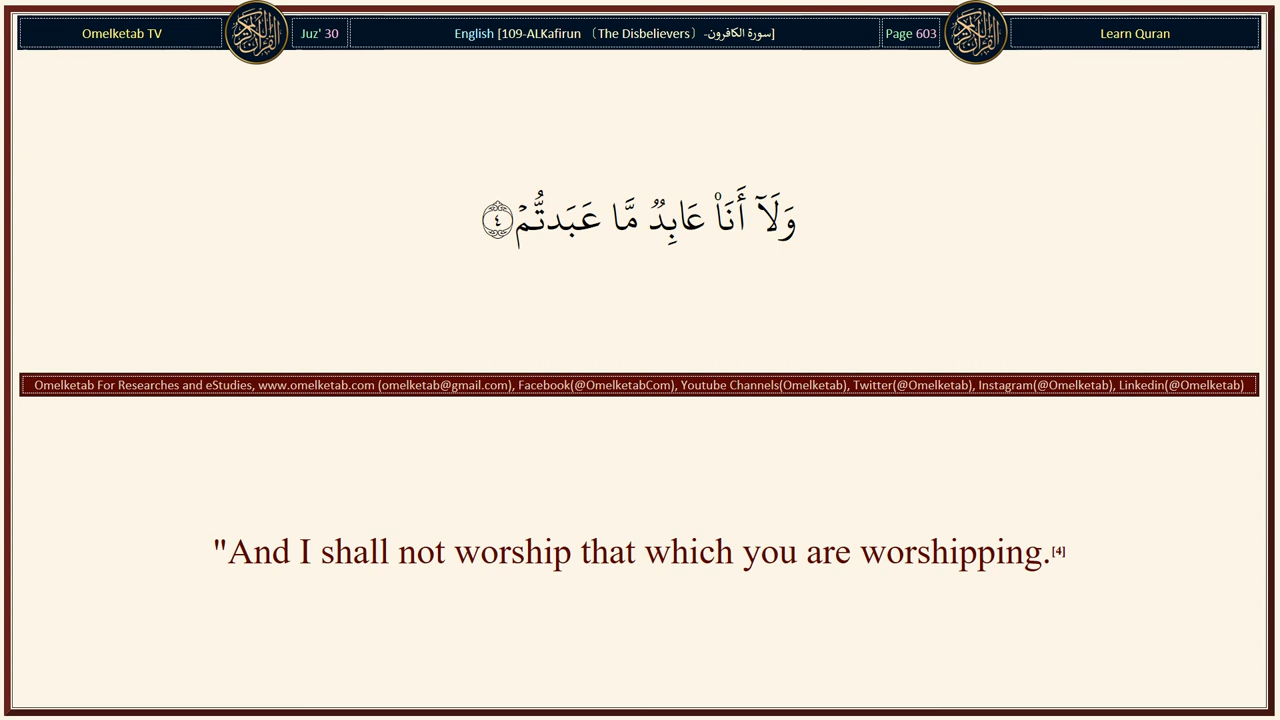 Omelketab TV
Juz' 30
English [109-ALKafirun （The Disbelievers） -سورة الكافرون]
Page 603
Learn Quran
وَلَآ أَنَا۠ عَابِدٌۭ مَّا عَبَدتُّمْ ٤
Omelketab For Researches and eStudies, www.omelketab.com (omelketab@gmail.com), Facebook(@OmelketabCom), Youtube Channels(Omelketab), Twitter(@Omelketab), Instagram(@Omelketab), Linkedin(@Omelketab)
"And I shall not worship that which you are worshipping.[4]